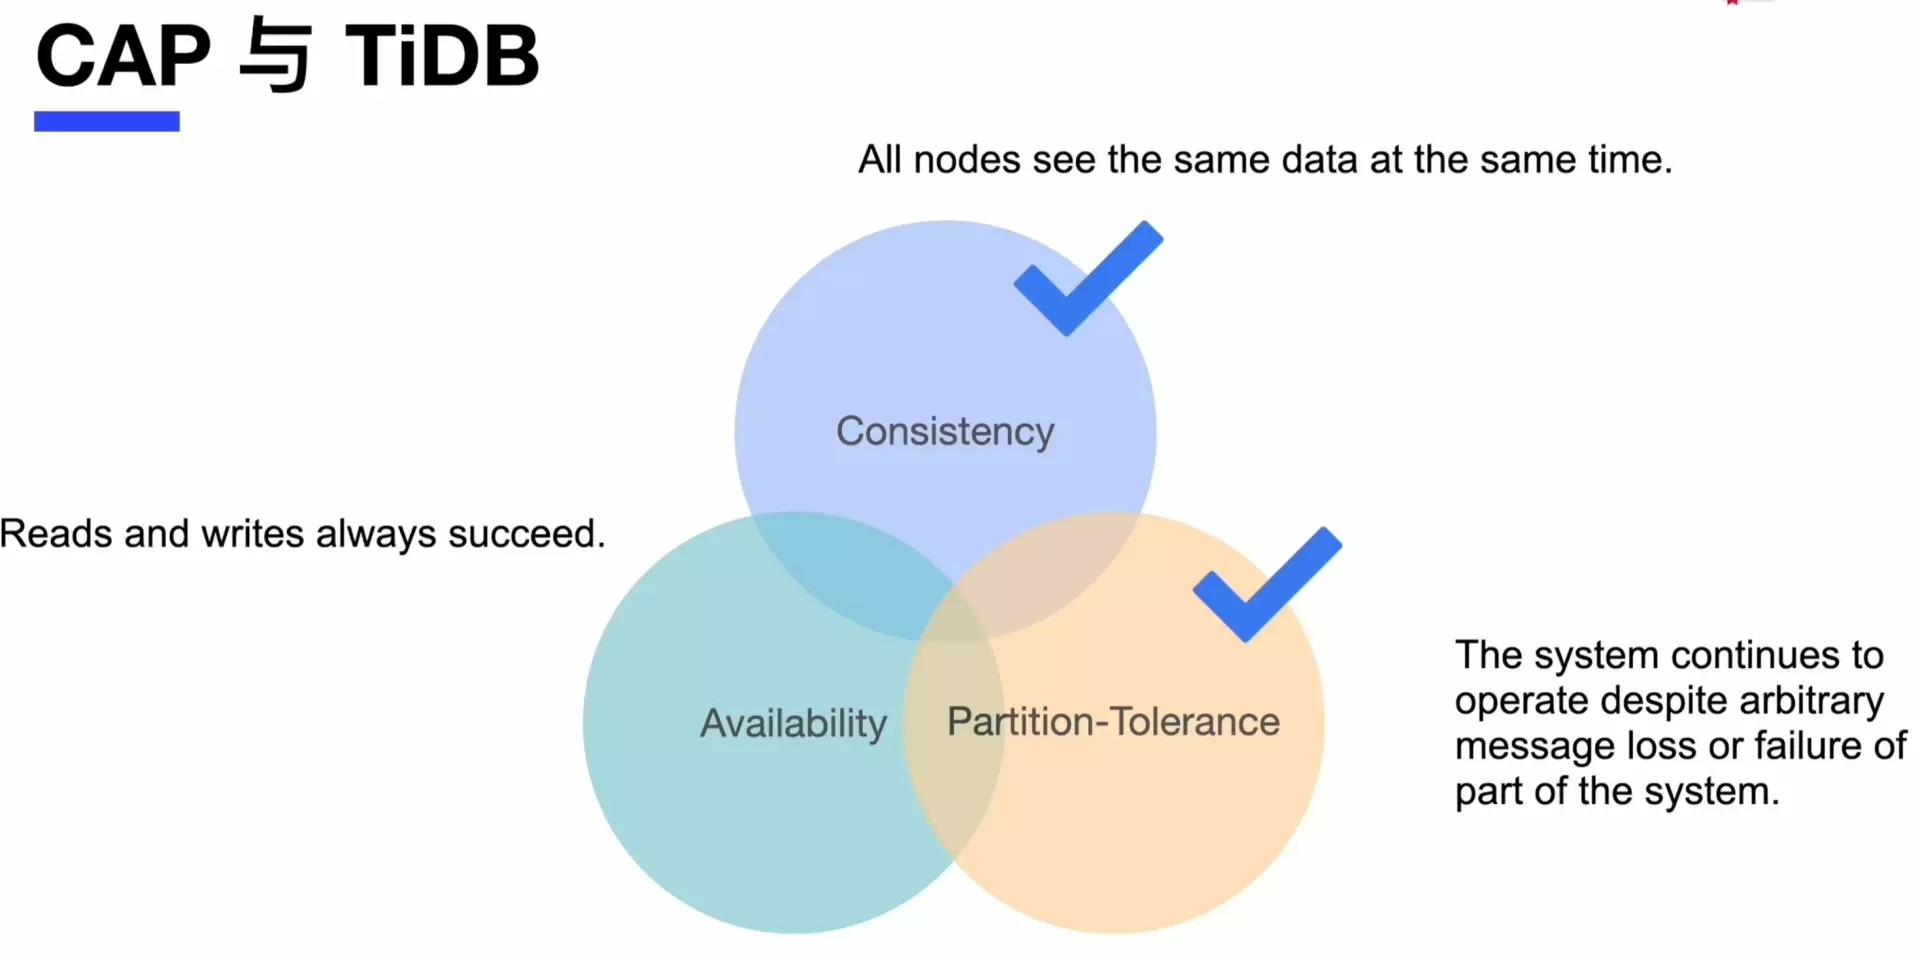 CAP 与 TiDB
All nodes see the same data at the same time.
Consistency
Reads and writes always succeed.
Availability
Partition-Tolerance
The system continues to
operate despite arbitrary
message loss or failure of
part of the system.